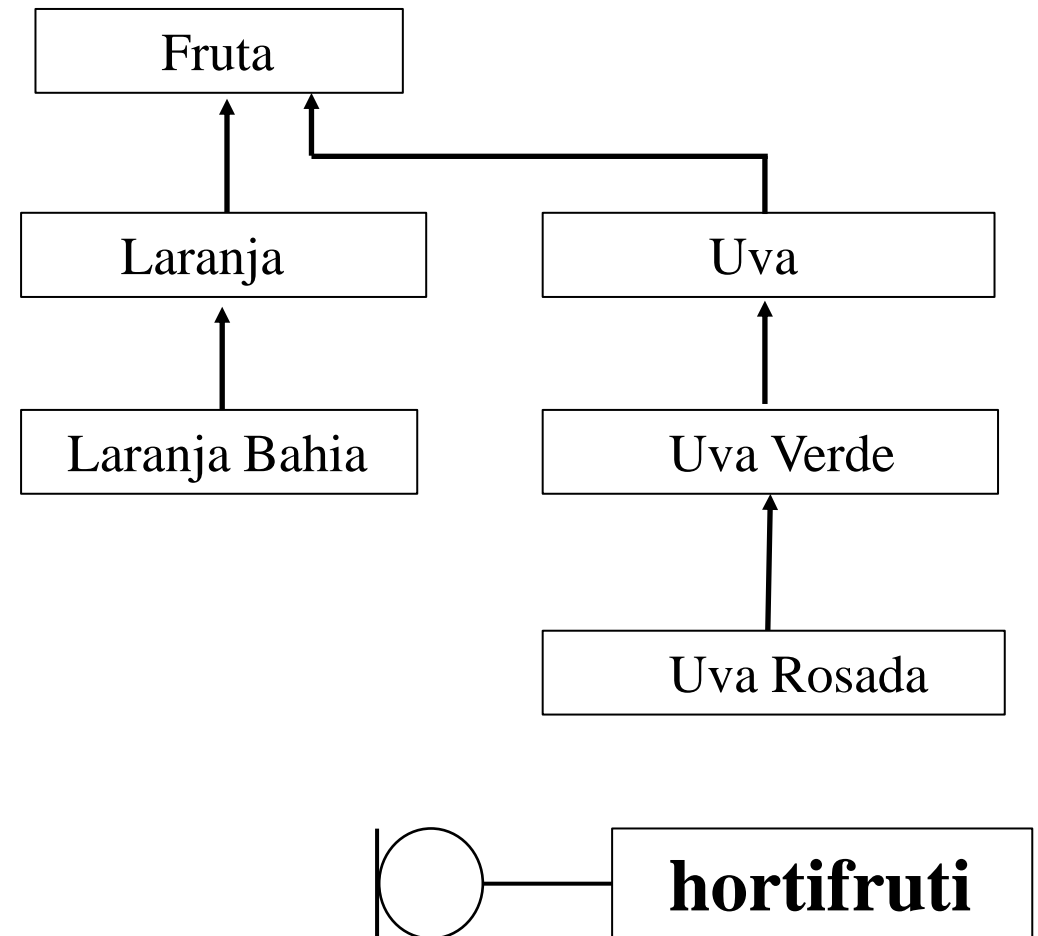 Fruta
Laranja
Uva
Laranja Bahia
Uva Verde
Uva Rosada
hortifruti